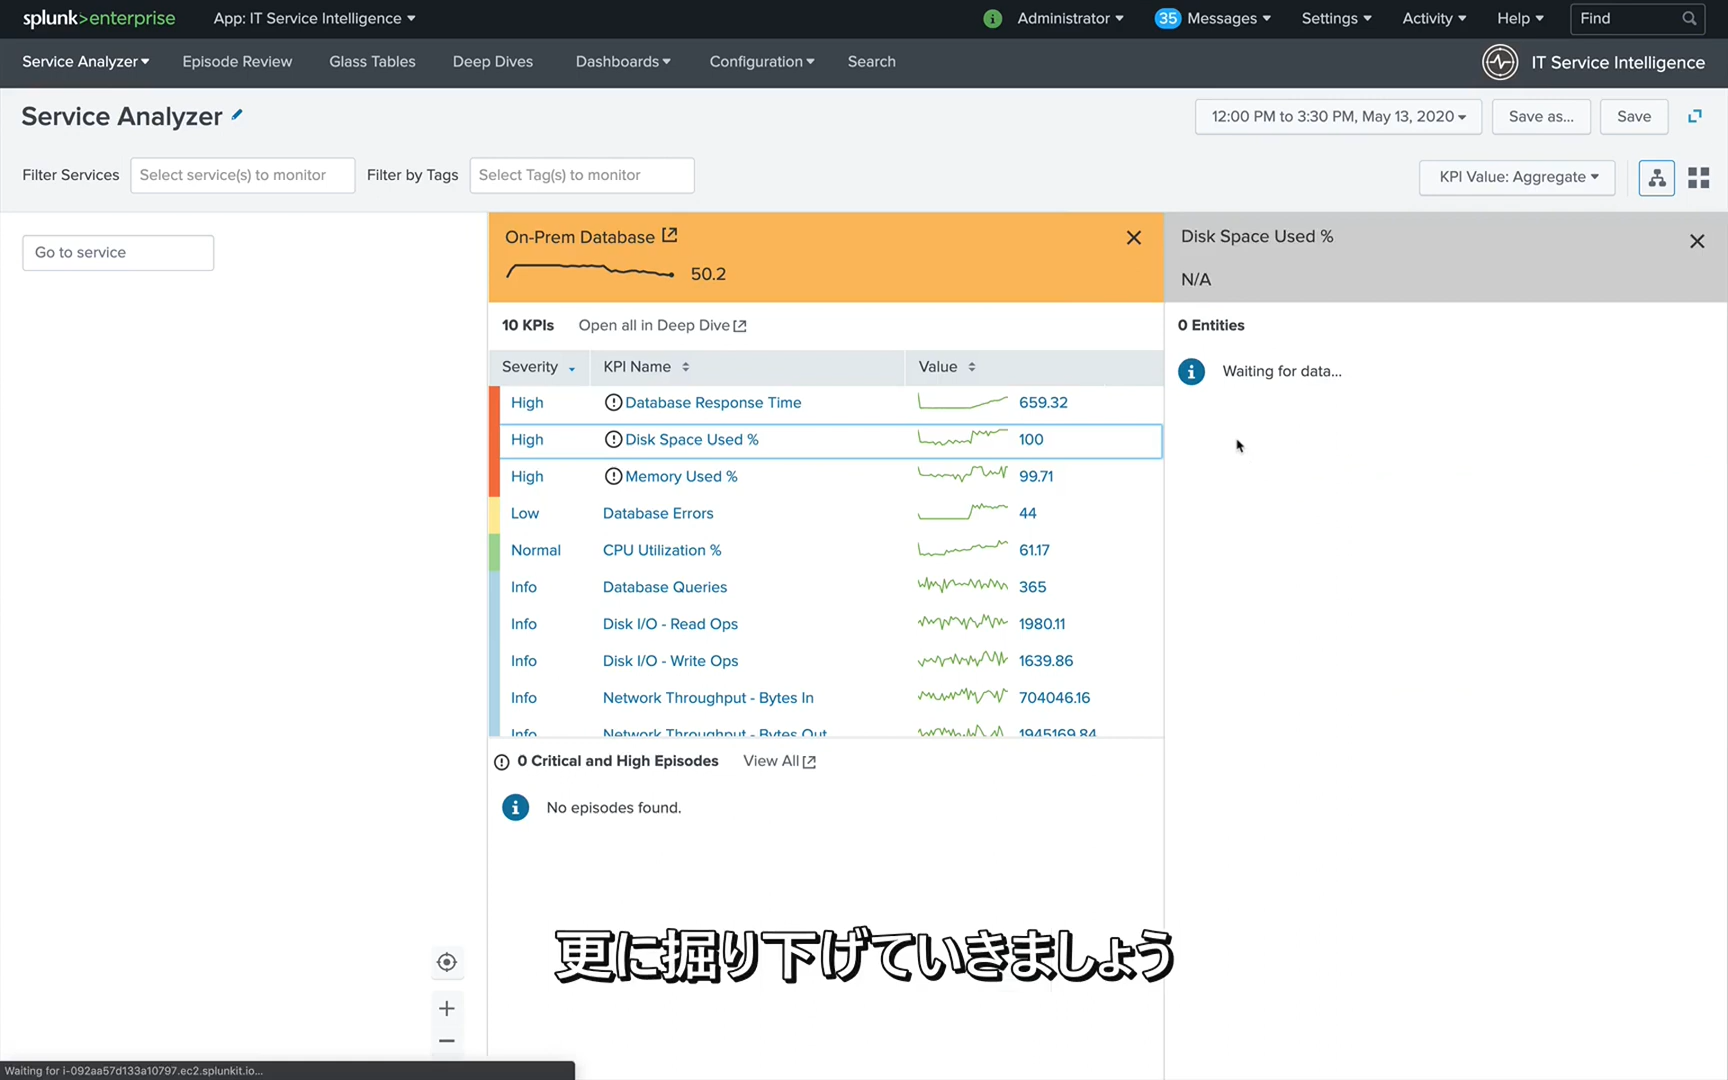 splunk>enterprise
App: IT Service Intelligence
Administrator
35 Messages
Settings
Activity
Help
Find
Service Analyzer
Episode Review
Glass Tables
Deep Dives
Dashboards
Configuration
Search
IT Service Intelligence
Service Analyzer
12:00 PM to 3:30 PM, May 13, 2020
Save as...
Save
Filter Services
Select service(s) to monitor
Filter by Tags
Select Tag(s) to monitor
KPI Value: Aggregate
Go to service
On-Prem Database
50.2
Disk Space Used %
N/A
10 KPIs
Open all in Deep Dive
0 Entities
Waiting for data...
Severity KPI Name Value
High Database Response Time 659.32
High Disk Space Used % 100
High Memory Used % 99.71
Low Database Errors 44
Normal CPU Utilization % 61.17
Info Database Queries 365
Info Disk I/O - Read Ops 1980.11
Info Disk I/O - Write Ops 1639.86
Info Network Throughput - Bytes In 704046.16
Info Network Throughput - Bytes Out 1945169.84
0 Critical and High Episodes
View All
No episodes found.
更に掘り下げていきましょう
Waiting for i-092aa57d133a10797.ec2.splunkit.io...